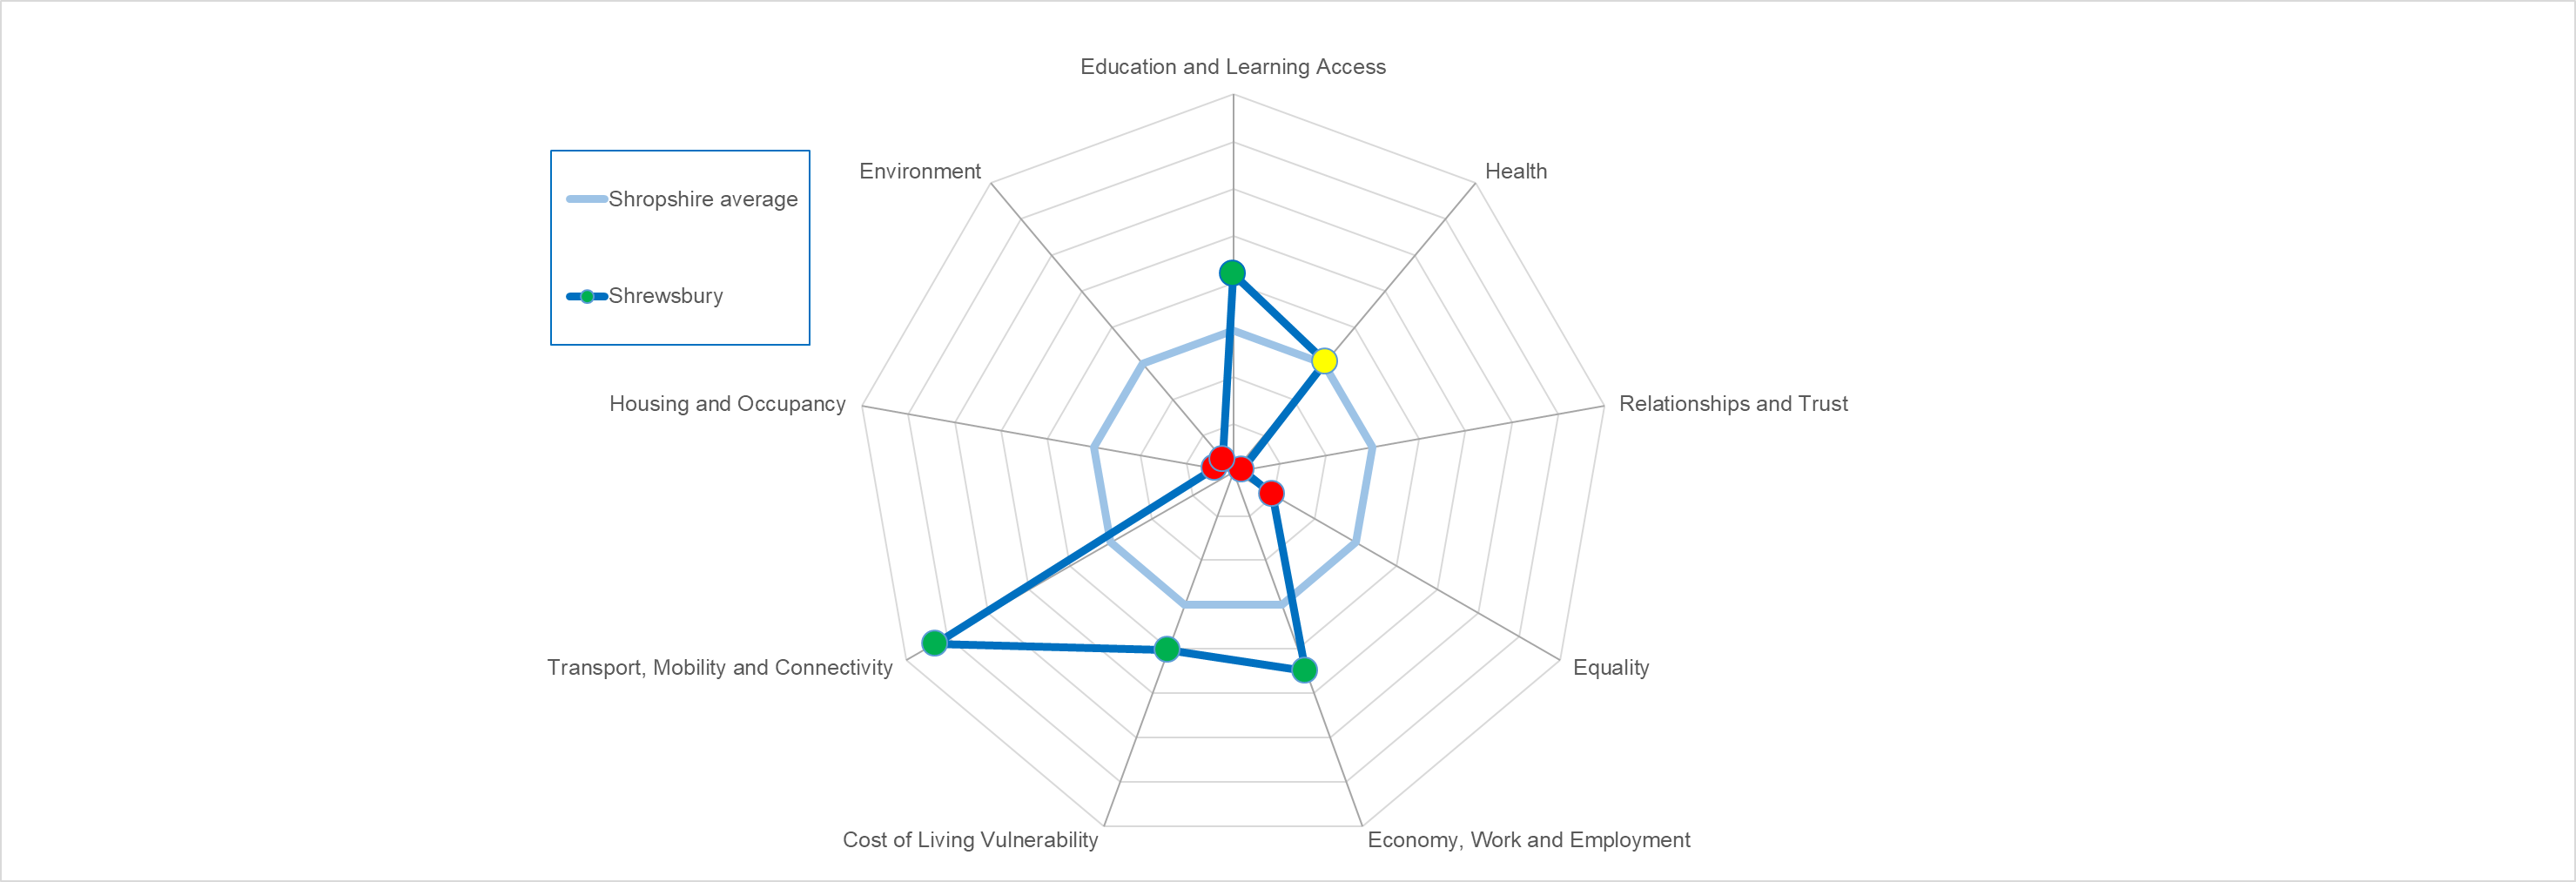 Education and Learning Access
Environment
Health
Shropshire average
Shrewsbury
Housing and Occupancy
Relationships and Trust
Transport, Mobility and Connectivity
Equality
Cost of Living Vulnerability
Economy, Work and Employment